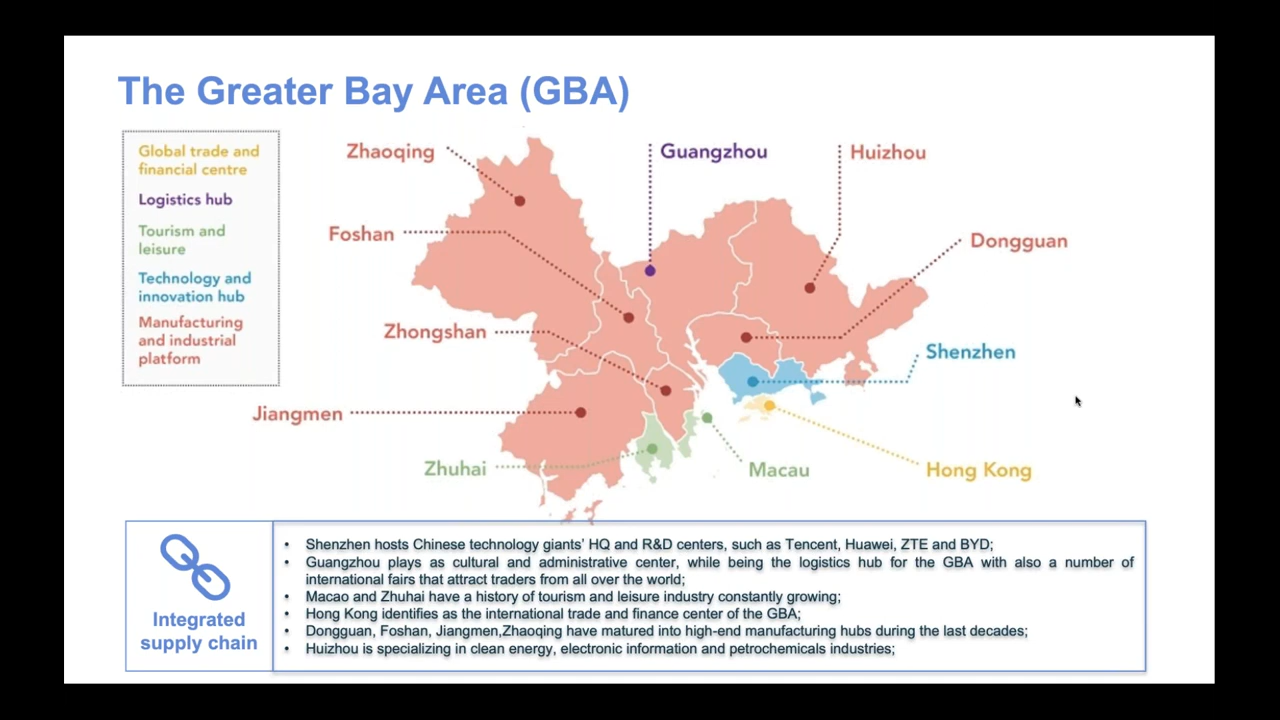 The Greater Bay Area (GBA)
Global trade and
financial centre
Logistics hub
Tourism and
leisure
Technology and
innovation hub
Manufacturing
and industrial
platform
Zhaoqing
Guangzhou
Huizhou
Foshan
Dongguan
Zhongshan
Shenzhen
Jiangmen
Zhuhai
Macau
Hong Kong
Integrated
supply chain
• Shenzhen hosts Chinese technology giants’ HQ and R&D centers, such as Tencent, Huawei, ZTE and BYD;
• Guangzhou plays as cultural and administrative center, while being the logistics hub for the GBA with also a number of
international fairs that attract traders from all over the world;
• Macao and Zhuhai have a history of tourism and leisure industry constantly growing;
• Hong Kong identifies as the international trade and finance center of the GBA;
• Dongguan, Foshan, Jiangmen,Zhaoqing have matured into high-end manufacturing hubs during the last decades;
• Huizhou is specializing in clean energy, electronic information and petrochemicals industries;